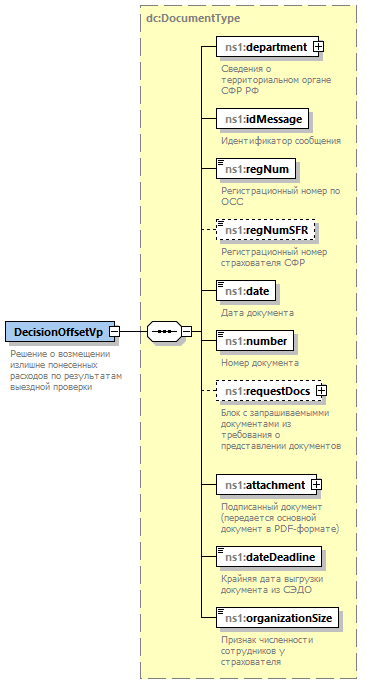 dc:DocumentType
ns1:department
Сведения о
территориальном органе
СФР РФ
ns1:idMessage
Идентификатор сообщения
ns1:regNum
Регистрационный номер по
ОСС
ns1:regNumSFR
Регистрационный номер
страхователя СФР
ns1:date
Дата документа
DecisionOffsetVp
Решение о возмещении
излишне понесенных
расходов по результатам
выездной проверки
ns1:number
Номер документа
ns1:requestDocs
Блок с запрашиваемымми
документами из
требования о
представлении документов
ns1:attachment
Подписанный документ
(передается основной
документ в PDF-формате)
ns1:dateDeadline
Крайняя дата выгрузки
документа из СЭДО
ns1:organizationSize
Признак численности
сотрудников у
страхователя